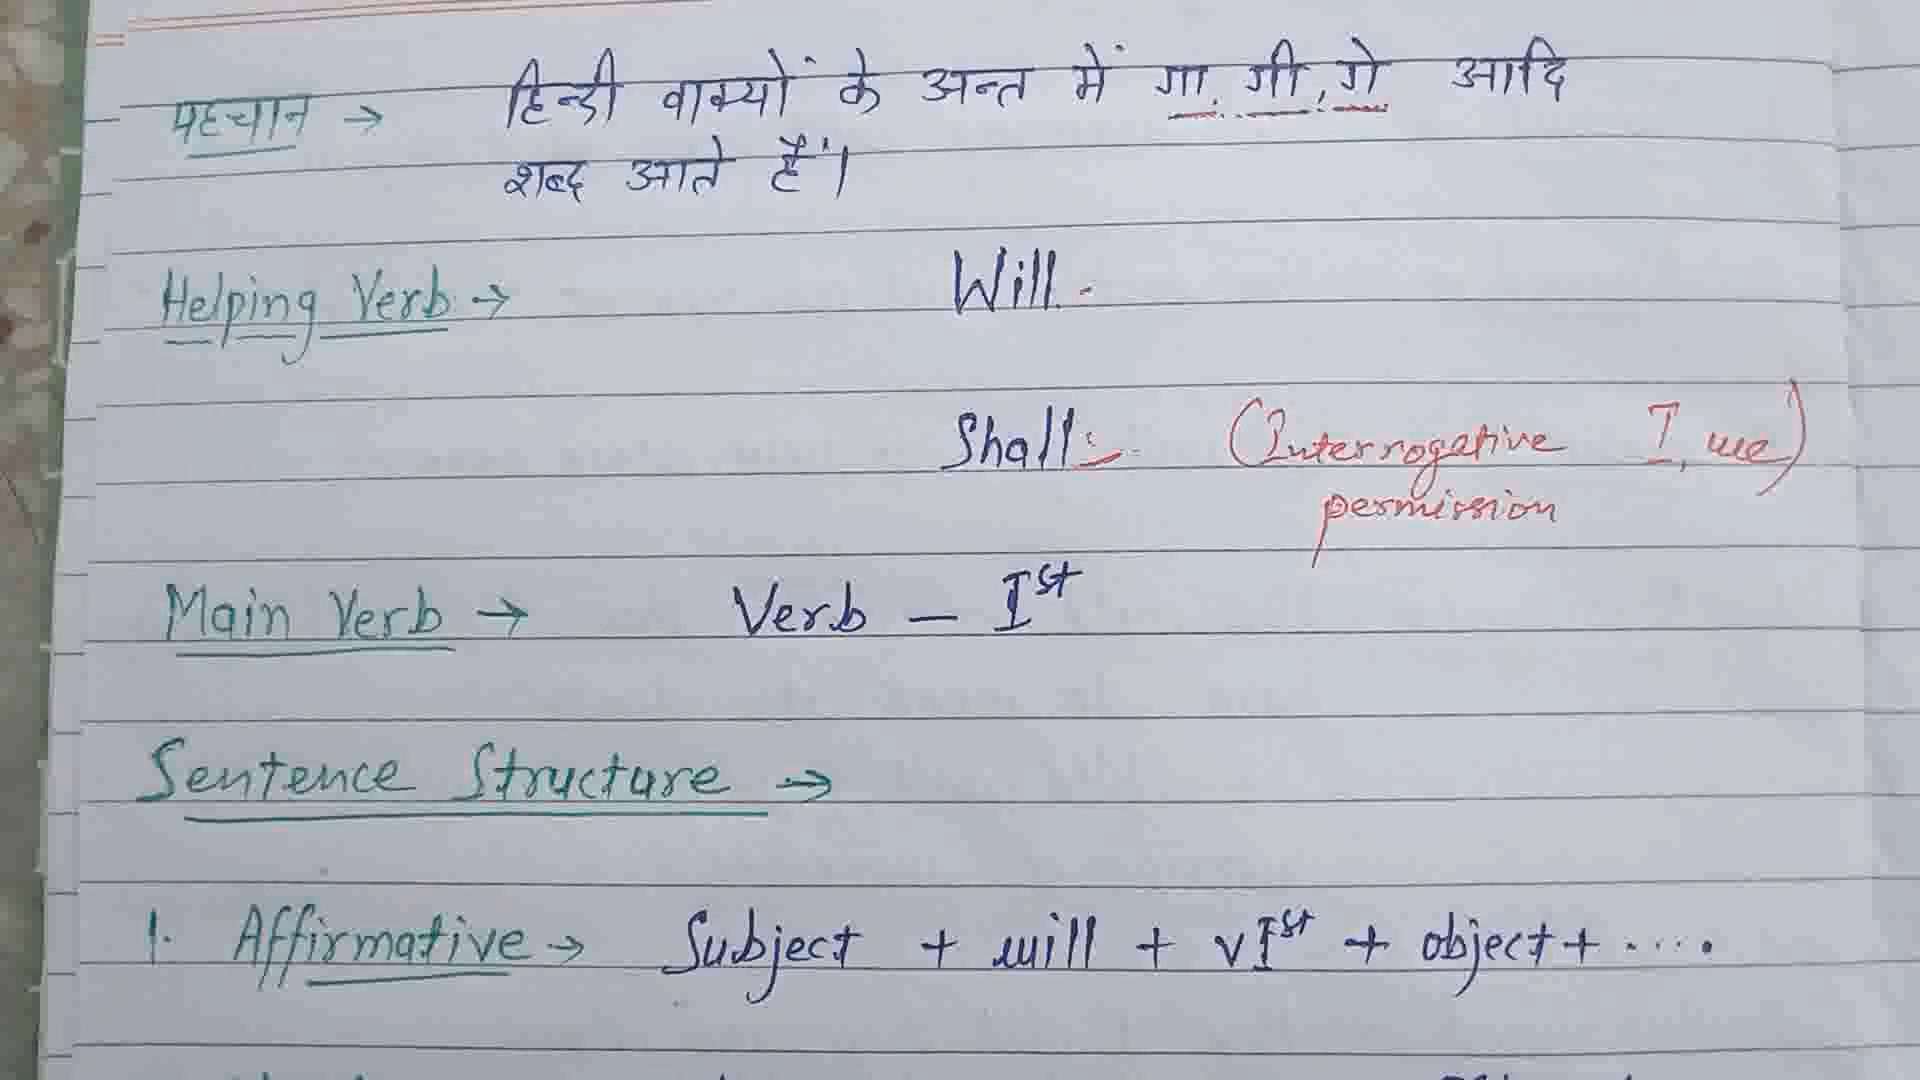 पहचान → हिन्दी वाक्यों के अन्त में गा, गी, गे आदि
शब्द आते हैं।
Helping Verb → Will.
Shall:- (Interrogative I, we)
permission
Main Verb → Verb - Ist
Sentence Structure →
1. Affirmative → Subject + will + vIst + object + .....